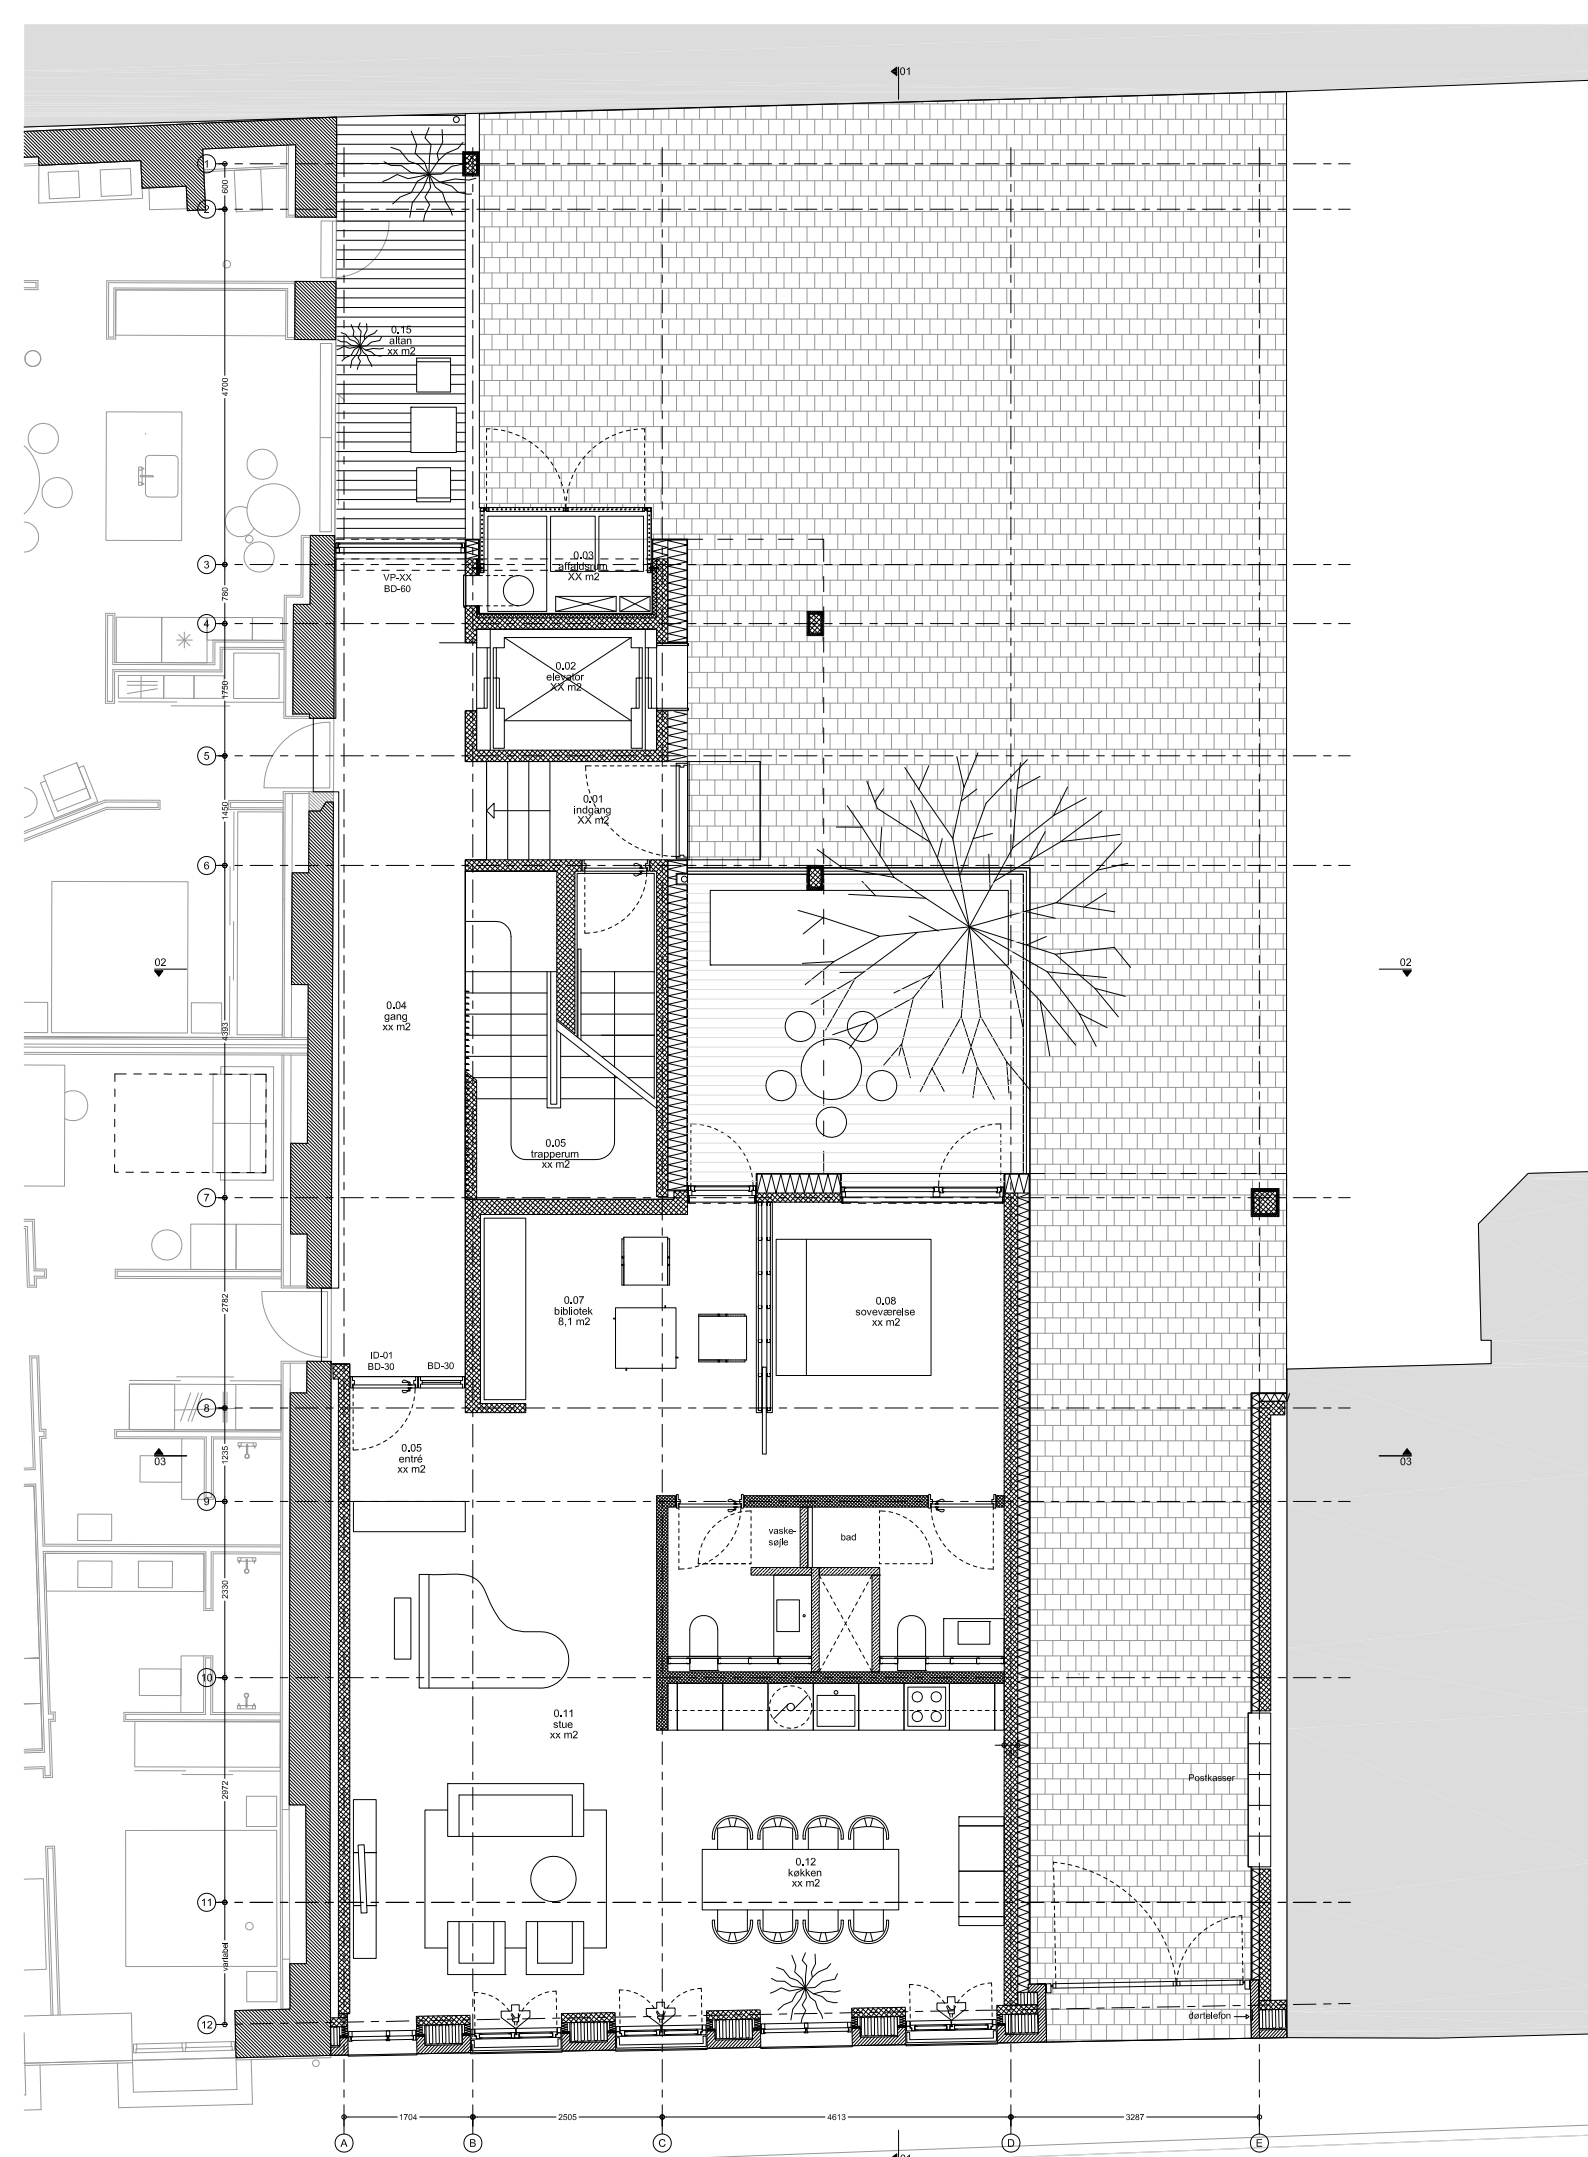 01
1
600
2
4700
0.15
altan
xx m2
0.03
affaldsrum
XX m2
3
VP-XX
BD-60
780
4
0.02
elevator
XX m2
1750
5
0.01
indgang
XX m2
1450
6
02
02
0.04
gang
xx m2
4393
0.05
trapperum
xx m2
7
0.07
bibliotek
8,1 m2
0.08
soveværelse
xx m2
2782
ID-01
BD-30
BD-30
8
0.05
entré
xx m2
1235
03
03
9
vaske-
søjle
bad
2330
10
0.11
stue
xx m2
2972
Postkasser
0.12
køkken
xx m2
11
variabel
12
dørtelefon
1704
2505
4613
3287
A
B
C
D
E
01